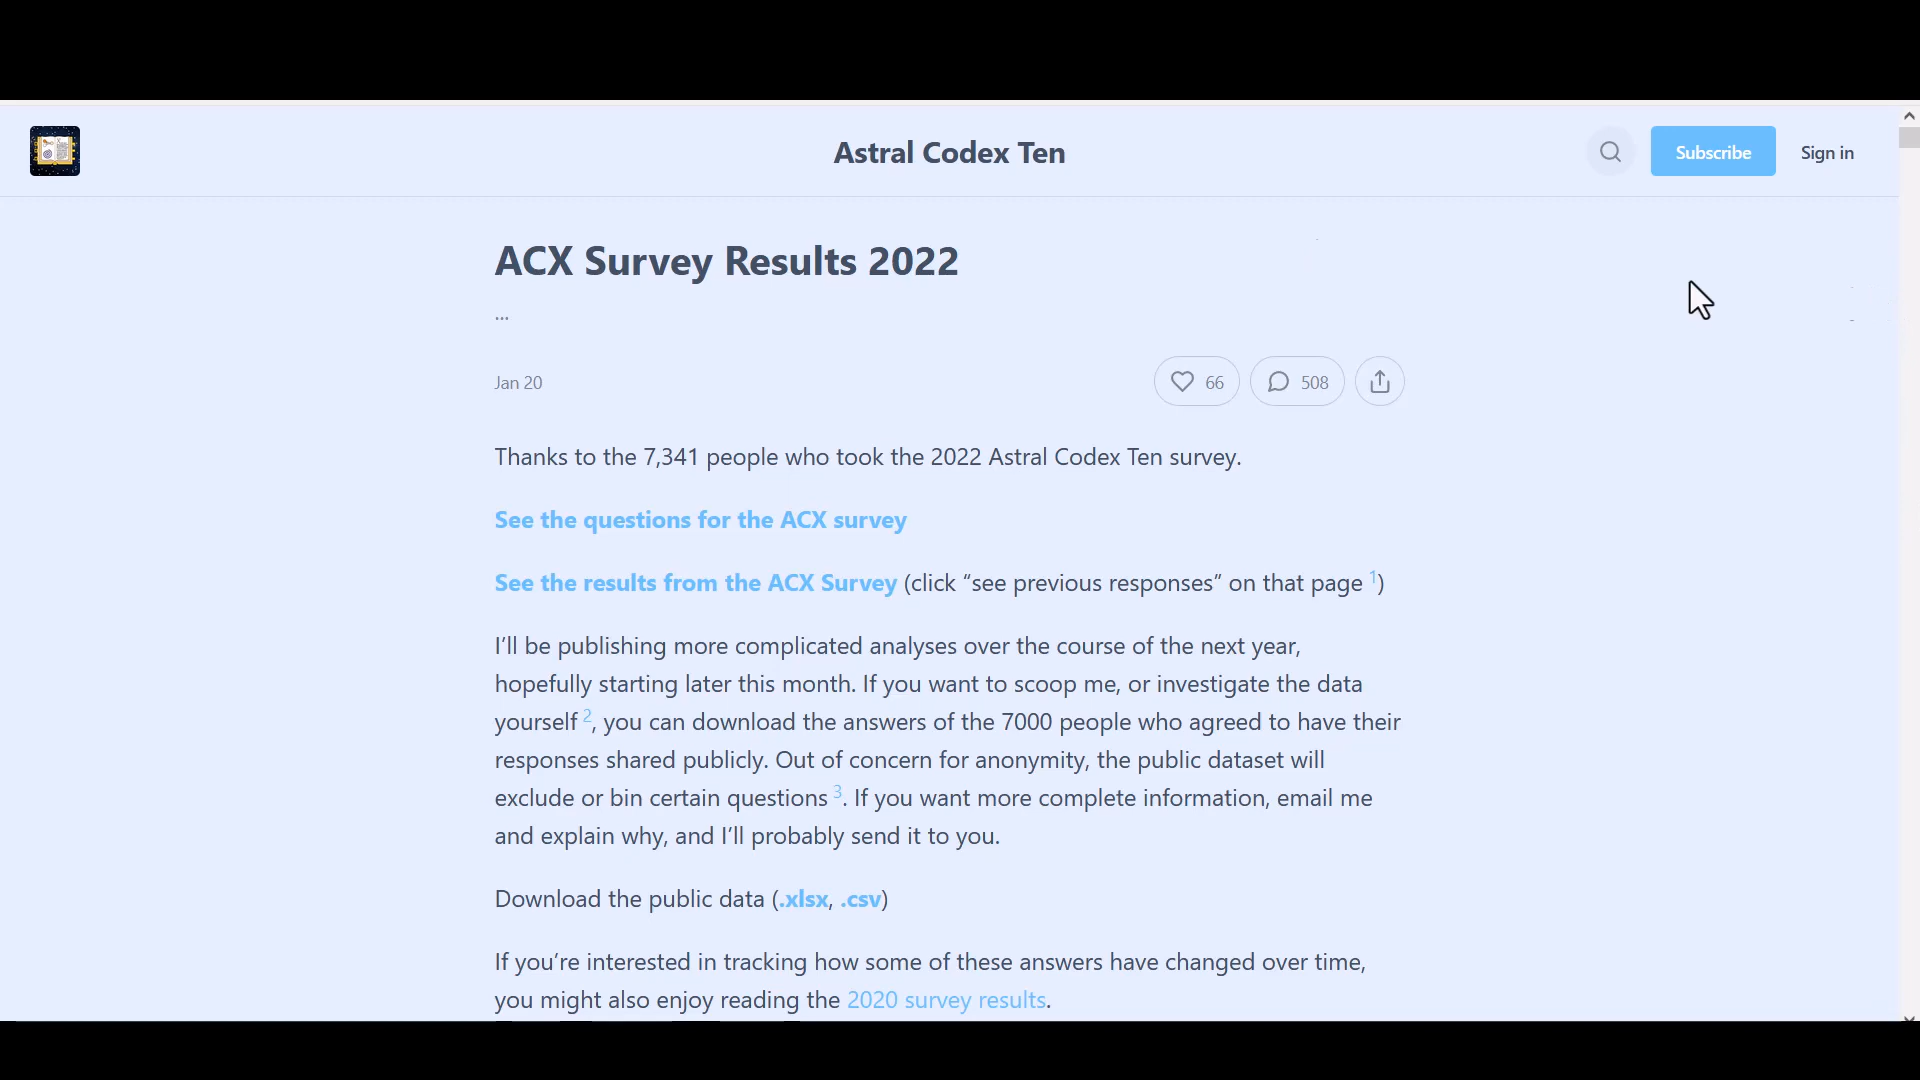 Astral Codex Ten
Subscribe
Sign in
ACX Survey Results 2022
...
Jan 20
66
508
Thanks to the 7,341 people who took the 2022 Astral Codex Ten survey.
See the questions for the ACX survey
See the results from the ACX Survey (click “see previous responses” on that page 1)
I’ll be publishing more complicated analyses over the course of the next year,
hopefully starting later this month. If you want to scoop me, or investigate the data
yourself 2, you can download the answers of the 7000 people who agreed to have their
responses shared publicly. Out of concern for anonymity, the public dataset will
exclude or bin certain questions 3. If you want more complete information, email me
and explain why, and I’ll probably send it to you.
Download the public data (.xlsx, .csv)
If you’re interested in tracking how some of these answers have changed over time,
you might also enjoy reading the 2020 survey results.